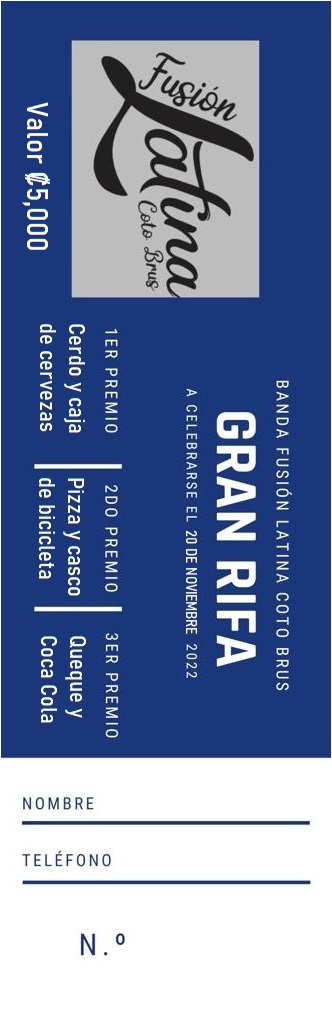 Fusión
Latina
Coto Brus
BANDA FUSIÓN LATINA COTO BRUS
GRAN RIFA
A CELEBRARSE EL 20 DE NOVIEMBRE 2022
1ER PREMIO
Cerdo y caja
de cervezas
2DO PREMIO
Pizza y casco
de bicicleta
3ER PREMIO
Queque y
Coca Cola
Valor ₡5,000
NOMBRE
TELÉFONO
N.º